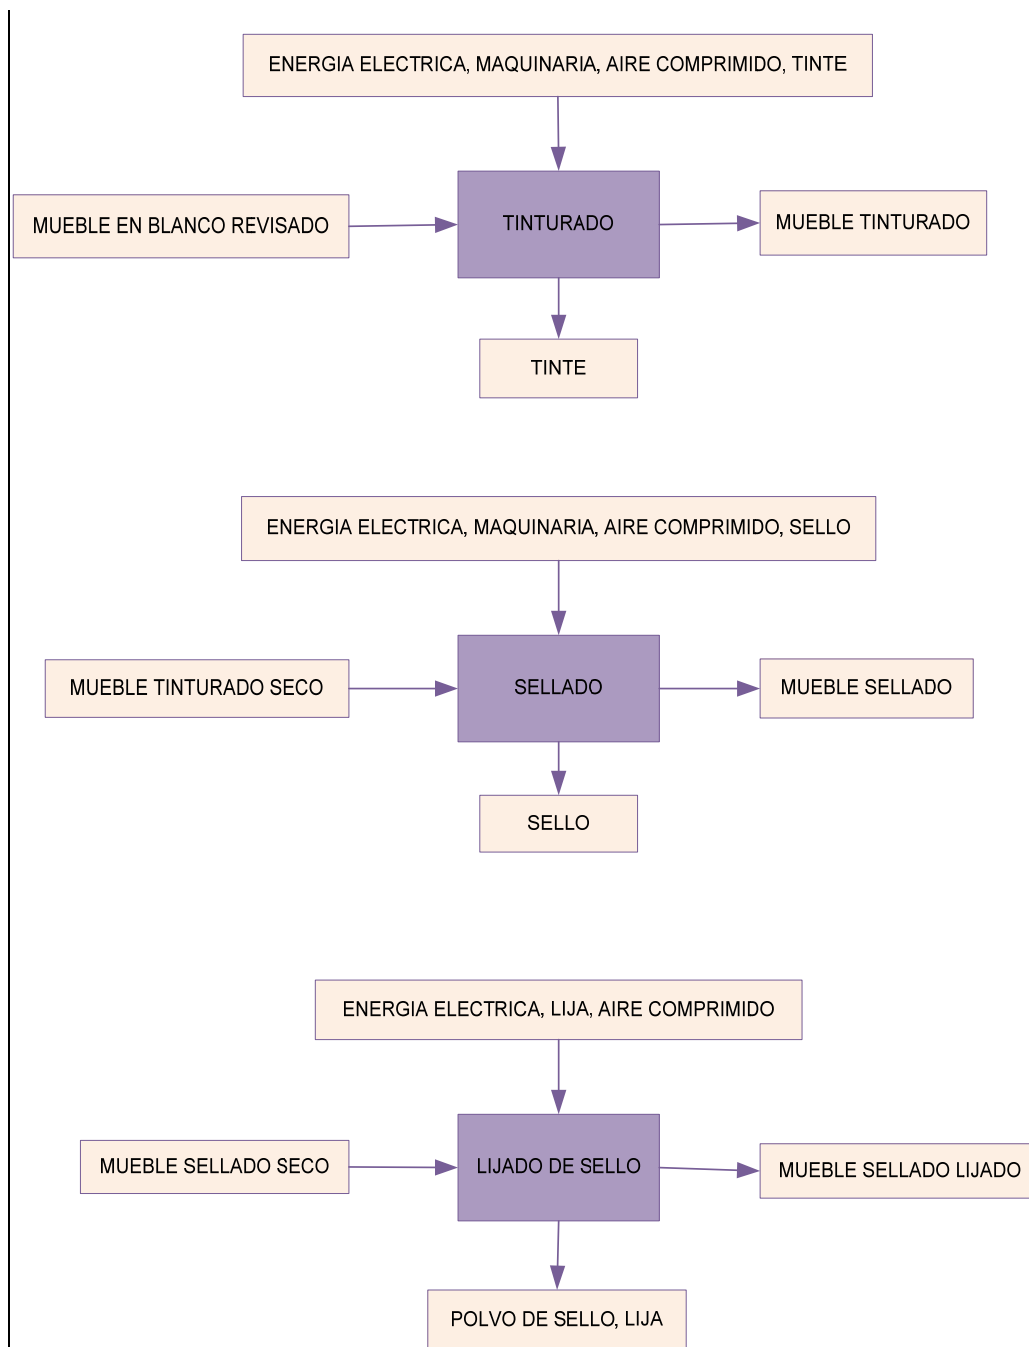 ENERGIA ELECTRICA, MAQUINARIA, AIRE COMPRIMIDO, TINTE
MUEBLE EN BLANCO REVISADO
TINTURADO
MUEBLE TINTURADO
TINTE
ENERGIA ELECTRICA, MAQUINARIA, AIRE COMPRIMIDO, SELLO
MUEBLE TINTURADO SECO
SELLADO
MUEBLE SELLADO
SELLO
ENERGIA ELECTRICA, LIJA, AIRE COMPRIMIDO
MUEBLE SELLADO SECO
LIJADO DE SELLO
MUEBLE SELLADO LIJADO
POLVO DE SELLO, LIJA